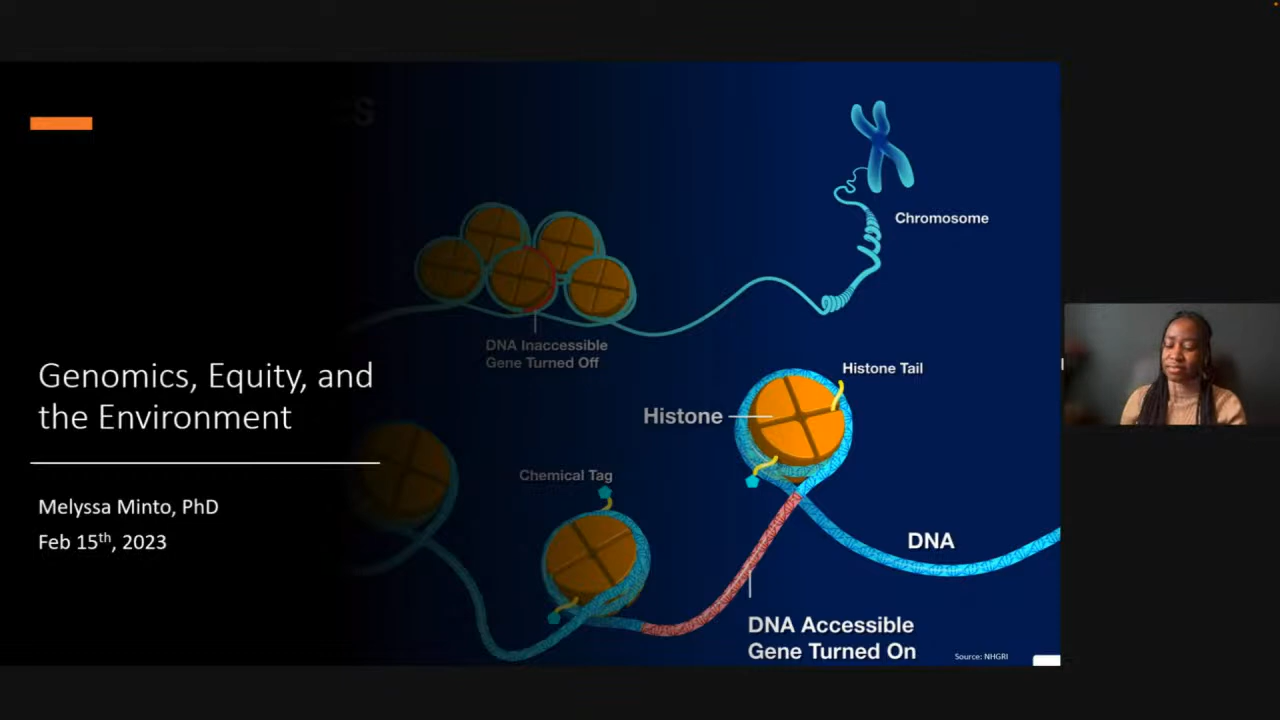 Genomics, Equity, and
the Environment
Melyssa Minto, PhD
Feb 15th, 2023
Chromosome
DNA Inaccessible
Gene Turned Off
Histone Tail
Histone
Chemical Tag
DNA
DNA Accessible
Gene Turned On
Source: NHGRI